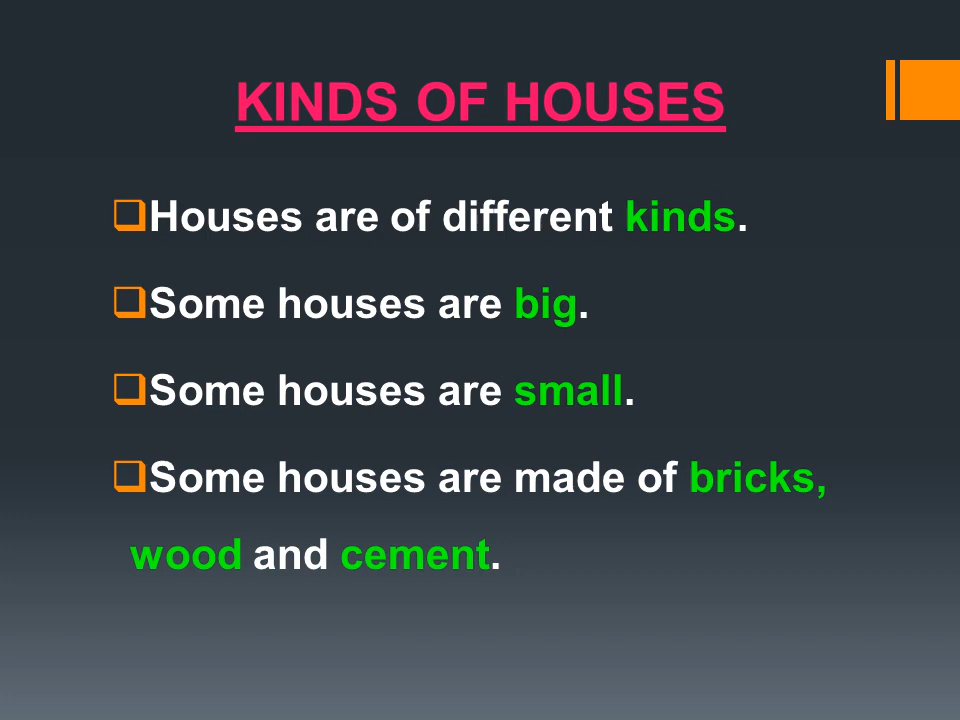 KINDS OF HOUSES
Houses are of different kinds.
Some houses are big.
Some houses are small.
Some houses are made of bricks,
wood and cement.